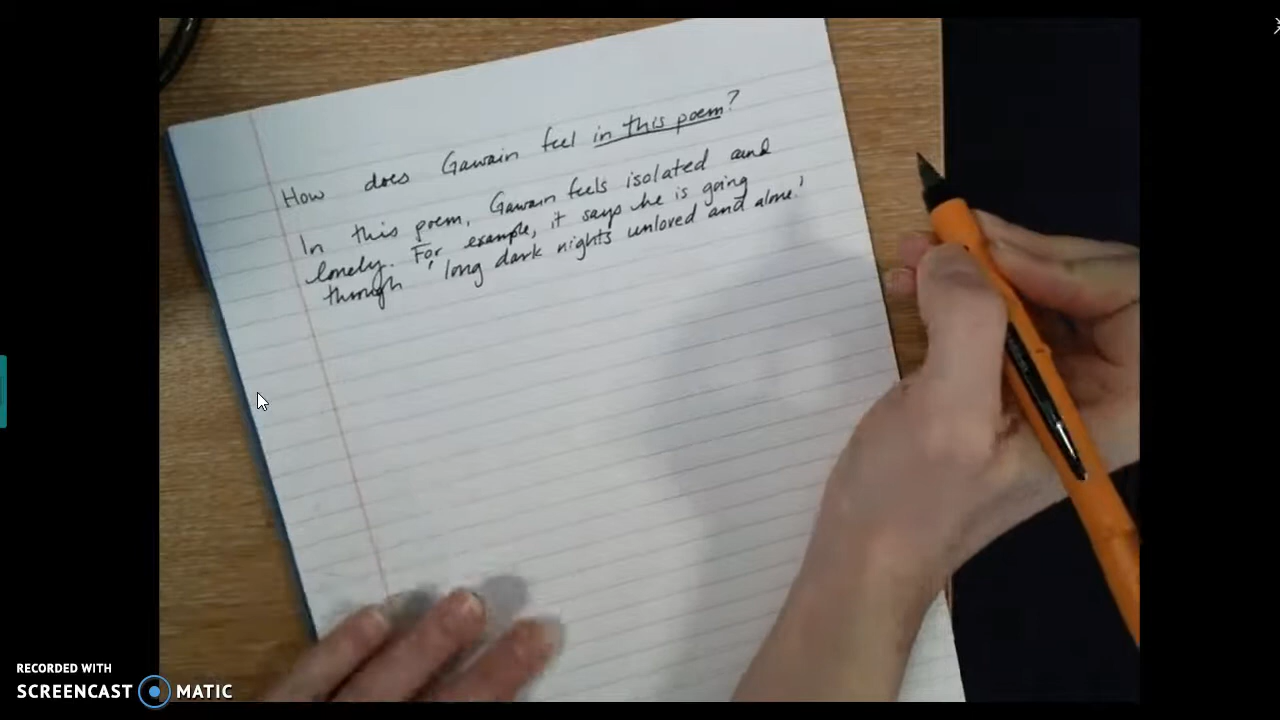 How does Gawain feel in this poem?
In this poem, Gawain feels isolated and
lonely. For example, it says he is going
through 'long dark nights unloved and alone.'
RECORDED WITH
SCREENCAST MATIC